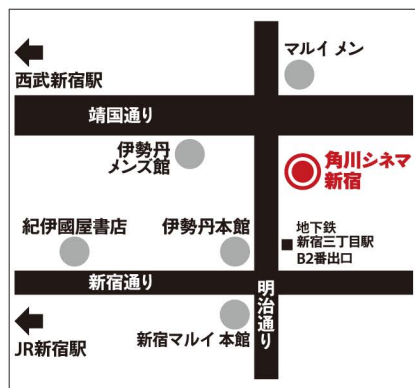 マルイ メン
西武新宿駅
靖国通り
伊勢丹
メンズ館
角川シネマ
新宿
紀伊國屋書店
伊勢丹本館
地下鉄
新宿三丁目駅
B2番出口
新宿通り
明治通り
JR新宿駅
新宿マルイ 本館